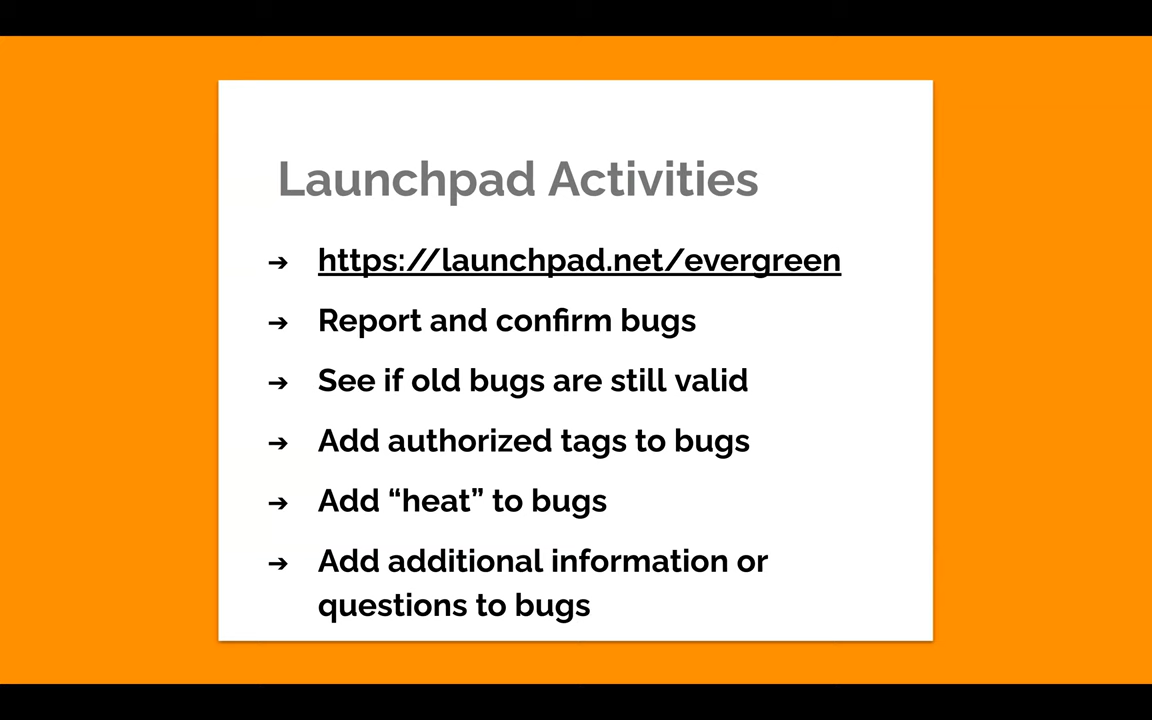 Launchpad Activities
➔ https://launchpad.net/evergreen
➔ Report and confirm bugs
➔ See if old bugs are still valid
➔ Add authorized tags to bugs
➔ Add “heat” to bugs
➔ Add additional information or
questions to bugs